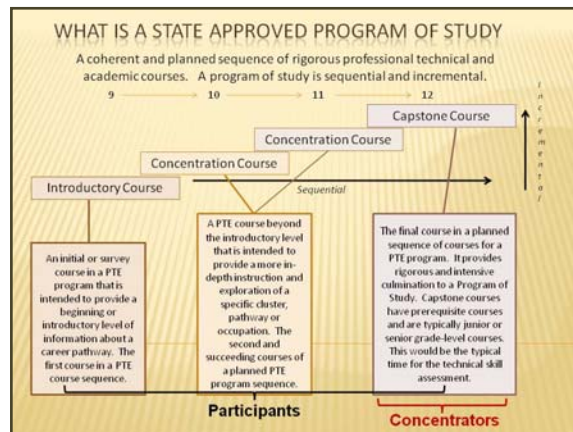 WHAT IS A STATE APPROVED PROGRAM OF STUDY
A coherent and planned sequence of rigorous professional technical and
academic courses. A program of study is sequential and incremental.
9 10 11 12
Capstone Course
Concentration Course
Concentration Course
Introductory Course
Sequential
Incremental
An initial or survey
course in a PTE
program that is
intended to provide a
beginning or
introductory level of
information about a
career pathway. The
first course in a PTE
course sequence.
A PTE course beyond
the introductory level
that is intended to
provide a more in-
depth instruction and
exploration of a
specific cluster,
pathway or
occupation. The
second and
succeeding courses of
a planned PTE
program sequence.
The final course in a planned
sequence of courses for a
PTE program. It provides
rigorous and intensive
culmination to a Program of
Study. Capstone courses
have prerequisite courses
and are typically junior or
senior grade-level courses.
This would be the typical
time for the technical skill
assessment.
Participants
Concentrators